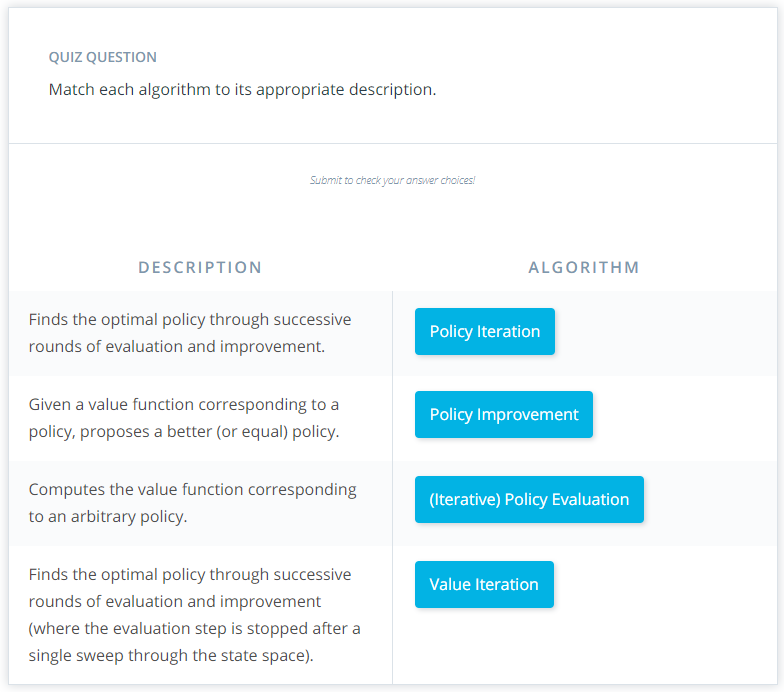 QUIZ QUESTION
Match each algorithm to its appropriate description.
Submit to check your answer choices!
DESCRIPTION
ALGORITHM
Finds the optimal policy through successive
rounds of evaluation and improvement.
Policy Iteration
Given a value function corresponding to a
policy, proposes a better (or equal) policy.
Policy Improvement
Computes the value function corresponding
to an arbitrary policy.
(Iterative) Policy Evaluation
Finds the optimal policy through successive
rounds of evaluation and improvement
(where the evaluation step is stopped after a
single sweep through the state space).
Value Iteration